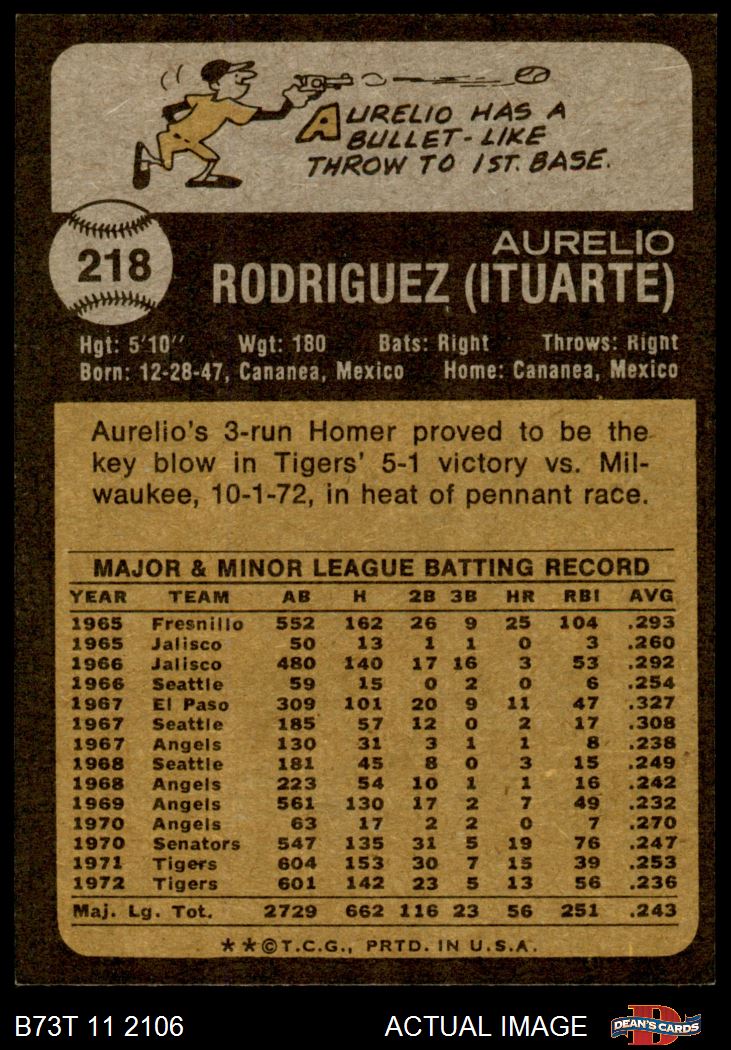 AURELIO HAS A
BULLET-LIKE
THROW TO 1ST. BASE.
218
AURELIO
RODRIGUEZ (ITUARTE)
Hgt: 5'10" Wgt: 180 Bats: Right Throws: Right
Born: 12-28-47, Cananea, Mexico Home: Cananea, Mexico
Aurelio's 3-run Homer proved to be the
key blow in Tigers' 5-1 victory vs. Mil-
waukee, 10-1-72, in heat of pennant race.
MAJOR & MINOR LEAGUE BATTING RECORD
YEAR TEAM AB H 2B 3B HR RBI AVG
1965 Fresnillo 552 162 26 9 25 104 .293
1965 Jalisco 50 13 1 1 0 3 .260
1966 Jalisco 480 140 17 16 3 53 .292
1966 Seattle 59 15 0 2 0 6 .254
1967 El Paso 309 101 20 9 11 47 .327
1967 Seattle 185 57 12 0 2 17 .308
1967 Angels 130 31 3 1 1 8 .238
1968 Seattle 181 45 8 0 3 15 .249
1968 Angels 223 54 10 1 1 16 .242
1969 Angels 561 130 17 2 7 49 .232
1970 Angels 63 17 2 2 0 7 .270
1970 Senators 547 135 31 5 19 76 .247
1971 Tigers 604 153 30 7 15 39 .253
1972 Tigers 601 142 23 5 13 56 .236
Maj. Lg. Tot. 2729 662 116 23 56 251 .243
**©T.C.G., PRTD. IN U.S.A.
B73T 11 2106 ACTUAL IMAGE
D
DEAN'S CARDS